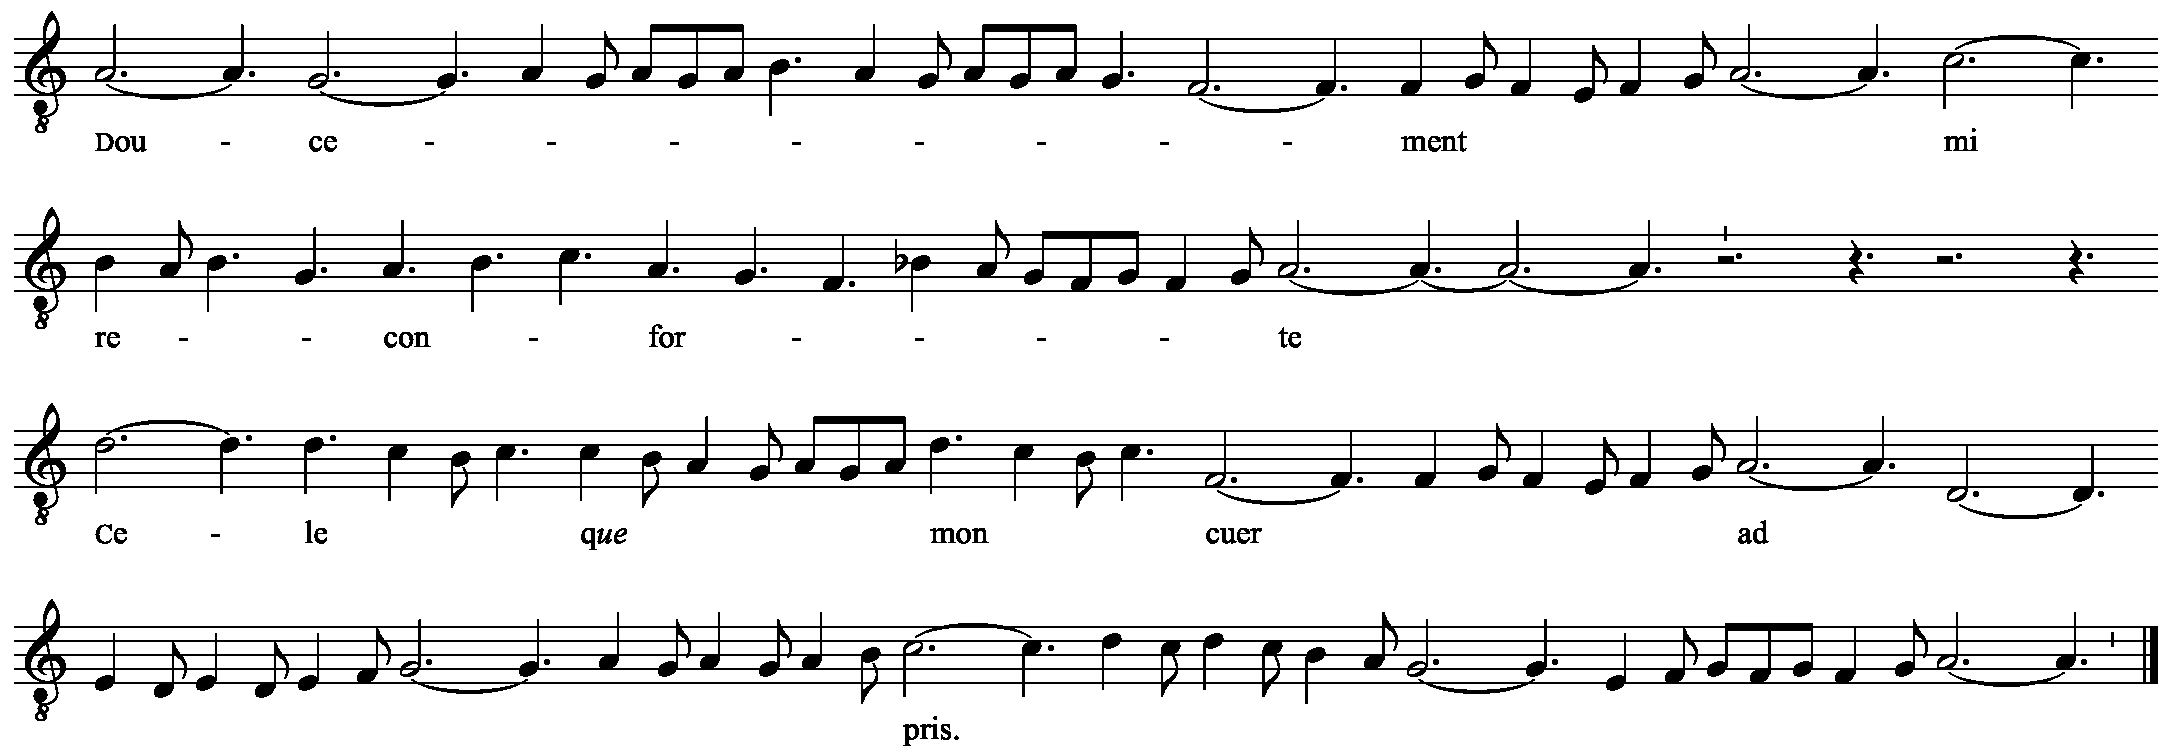 Dou - ce - - - - - - - - ment mi
re - - con - for - - - - te
Ce - le que mon cuer ad
pris.